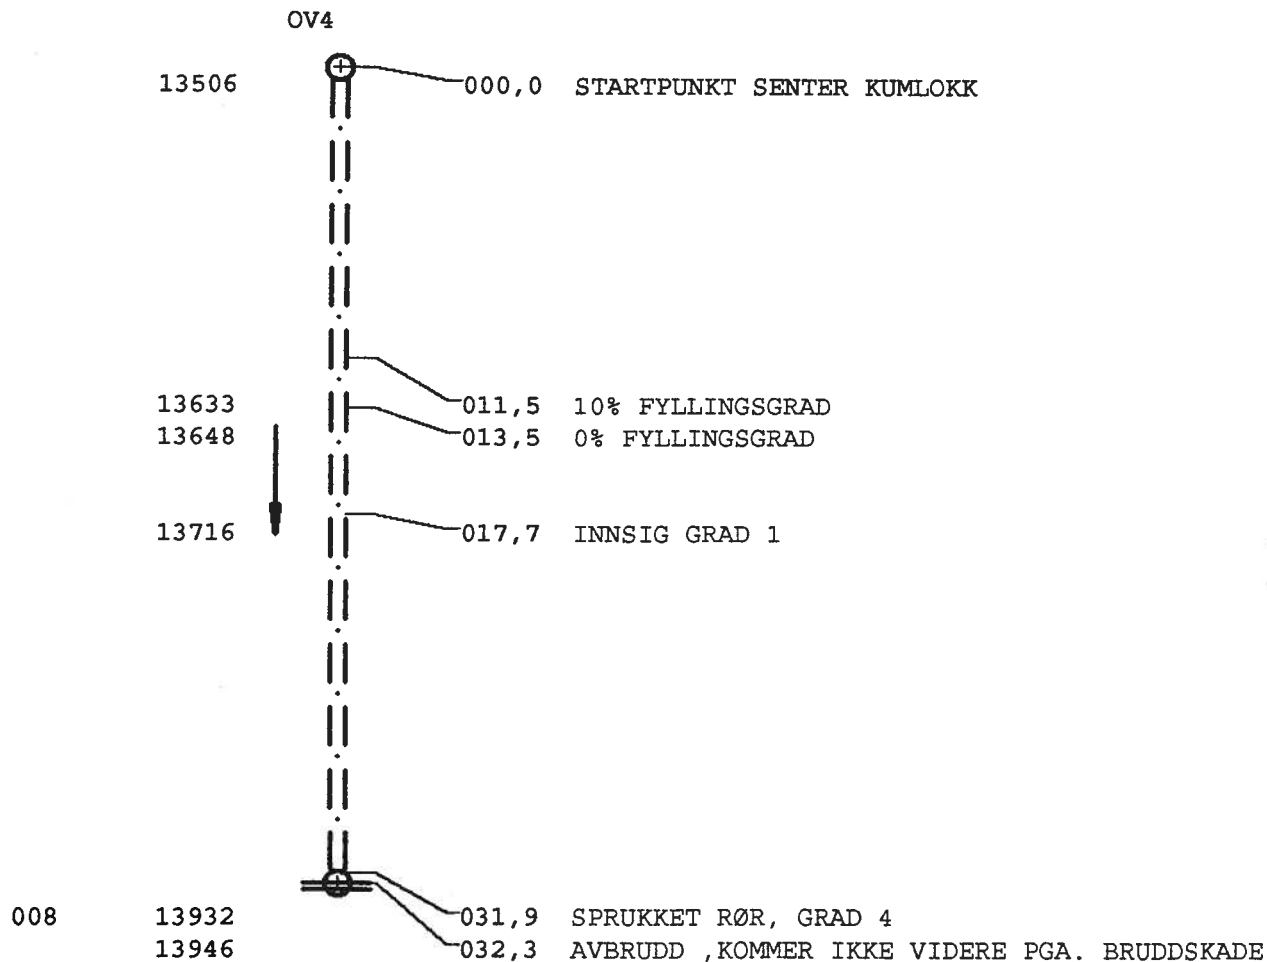 OV4
13506 000,0 STARTPUNKT SENTER KUMLOKK
13633 011,5 10% FYLLINGSGRAD
13648 013,5 0% FYLLINGSGRAD
13716 017,7 INNSIG GRAD 1
008 13932 031,9 SPRUKKET RØR, GRAD 4
13946 032,3 AVBRUDD ,KOMMER IKKE VIDERE PGA. BRUDDSKADE